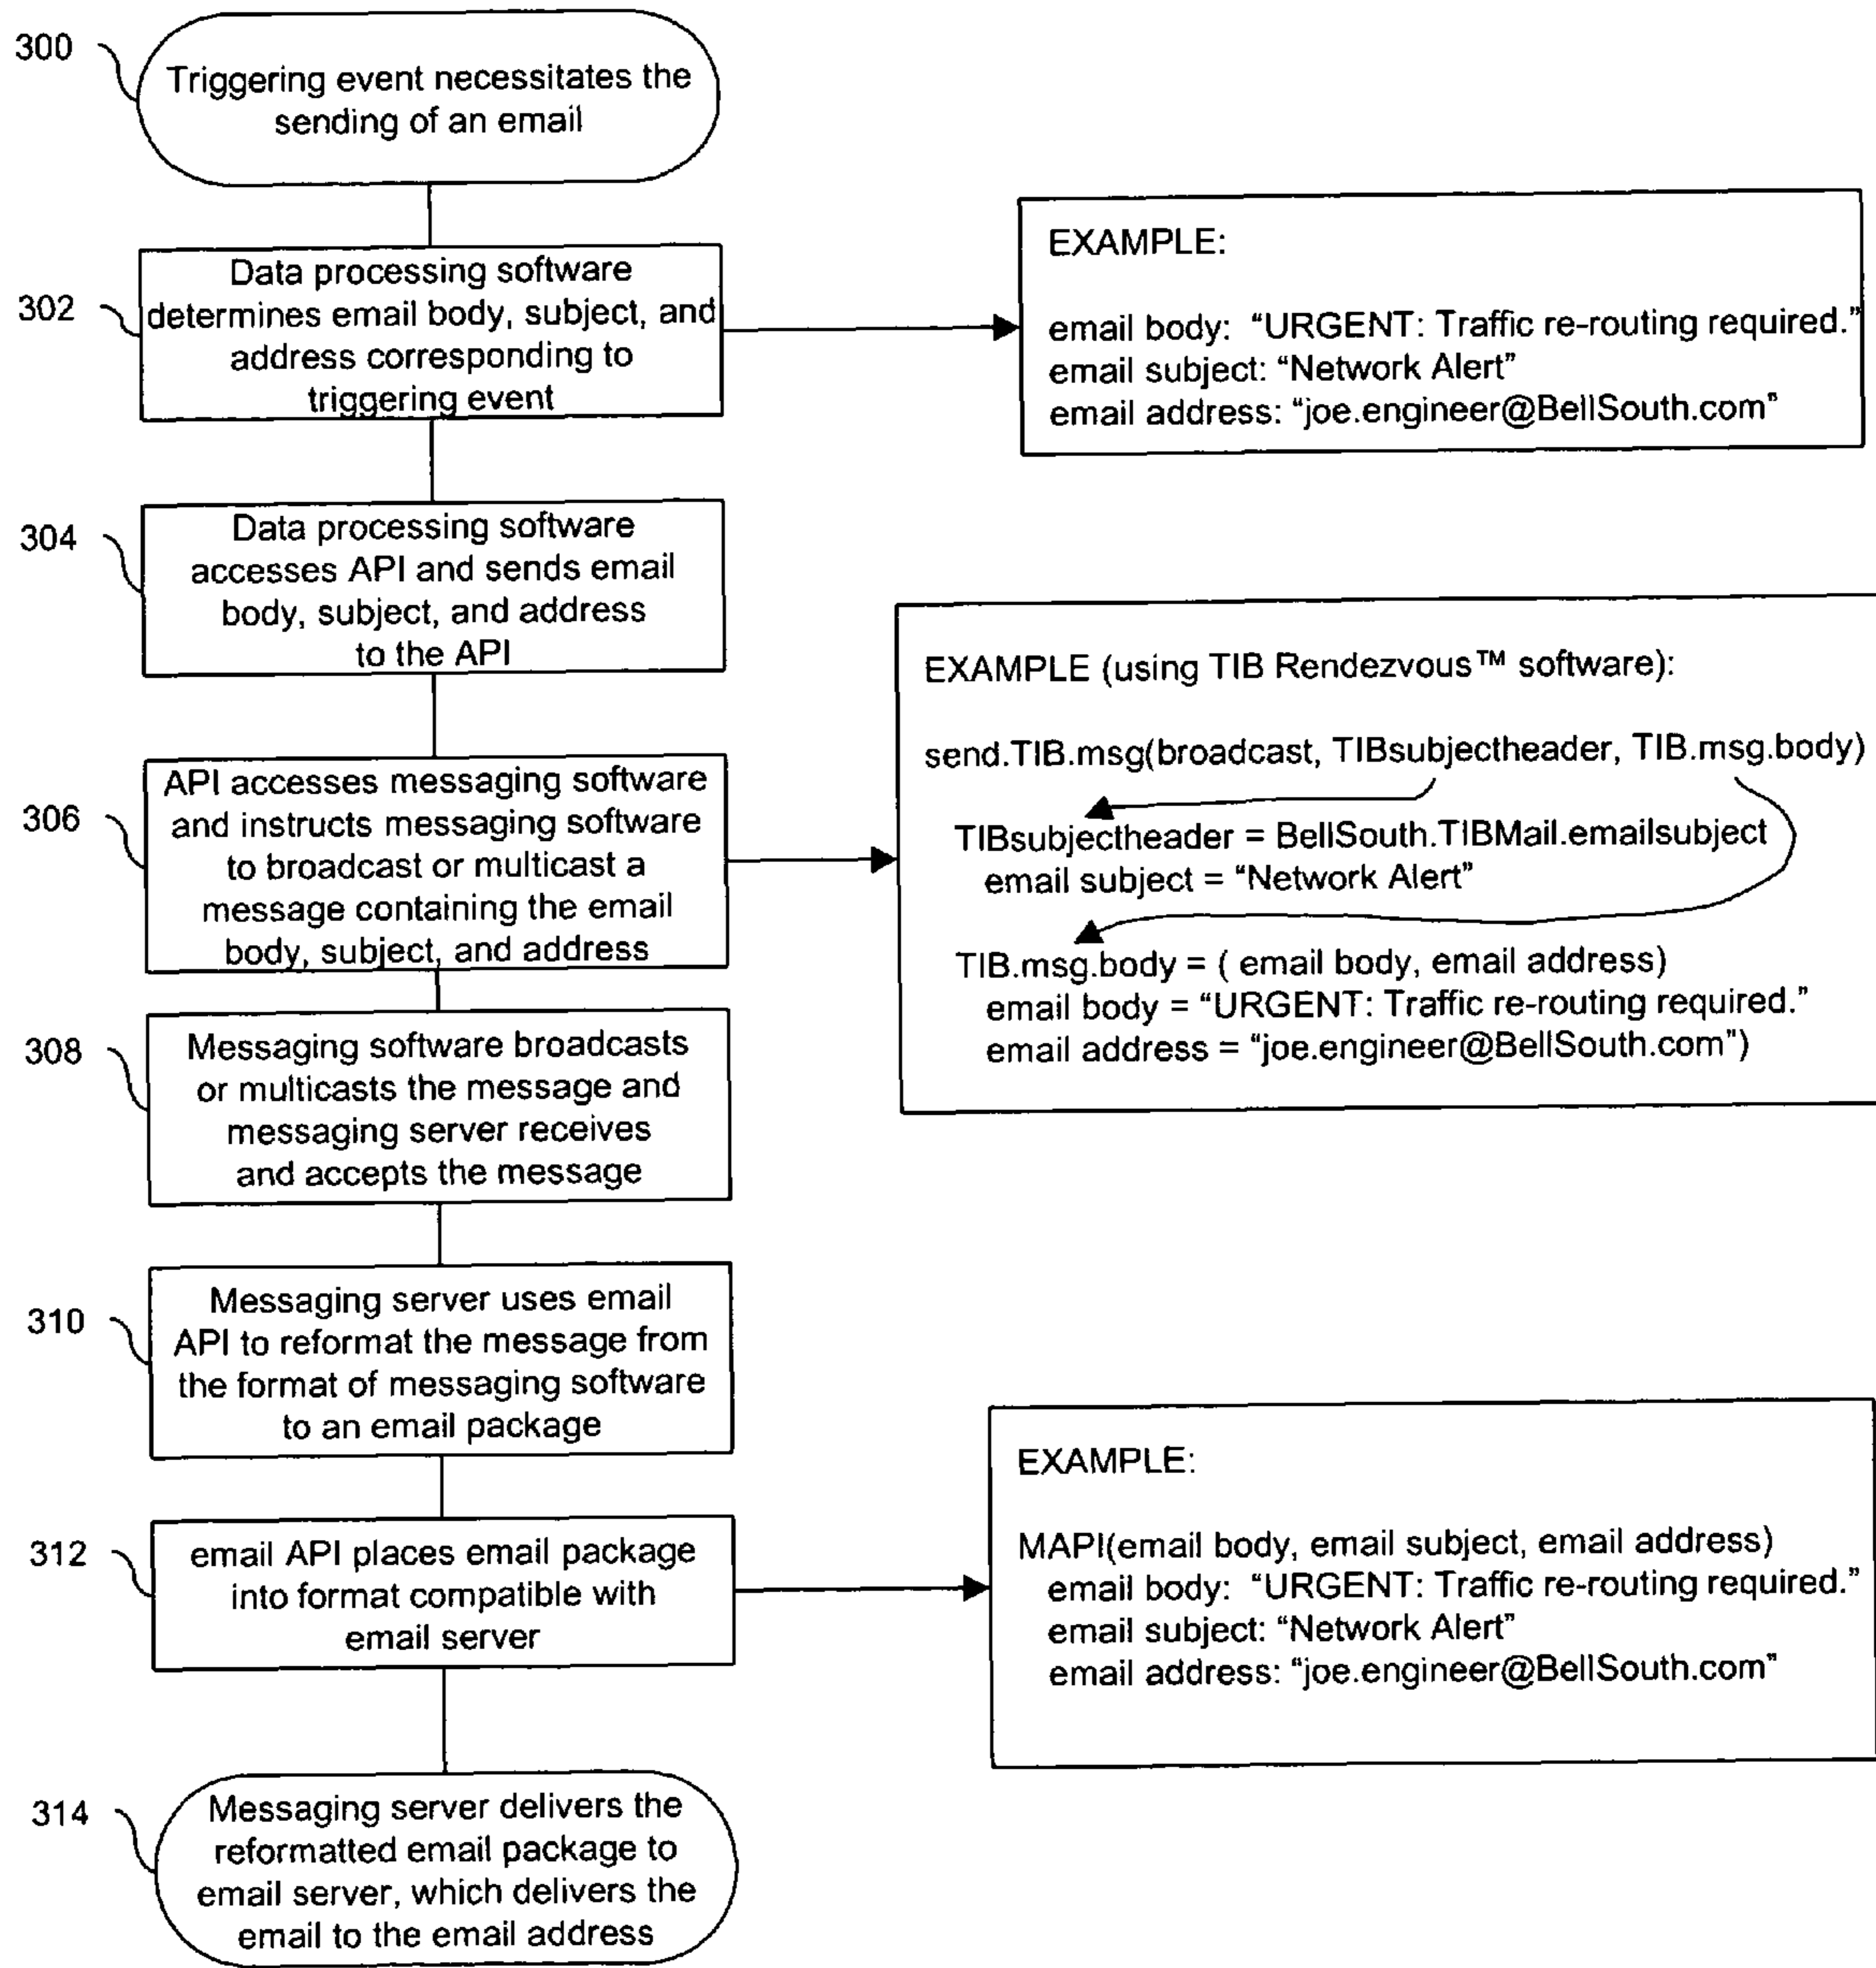 300
Triggering event necessitates the
sending of an email
302
Data processing software
determines email body, subject, and
address corresponding to
triggering event
EXAMPLE:
email body: “URGENT: Traffic re-routing required.”
email subject: “Network Alert”
email address: “joe.engineer@BellSouth.com”
304
Data processing software
accesses API and sends email
body, subject, and address
to the API
306
API accesses messaging software
and instructs messaging software
to broadcast or multicast a
message containing the email
body, subject, and address
EXAMPLE (using TIB Rendezvous™ software):
send.TIB.msg(broadcast, TIBsubjectheader, TIB.msg.body)
TIBsubjectheader = BellSouth.TIBMail.emailsubject
email subject = “Network Alert”
TIB.msg.body = ( email body, email address)
email body = “URGENT: Traffic re-routing required.”
email address = “joe.engineer@BellSouth.com”)
308
Messaging software broadcasts
or multicasts the message and
messaging server receives
and accepts the message
310
Messaging server uses email
API to reformat the message from
the format of messaging software
to an email package
312
email API places email package
into format compatible with
email server
EXAMPLE:
MAPI(email body, email subject, email address)
email body: “URGENT: Traffic re-routing required.”
email subject: “Network Alert”
email address: “joe.engineer@BellSouth.com”
314
Messaging server delivers the
reformatted email package to
email server, which delivers the
email to the email address